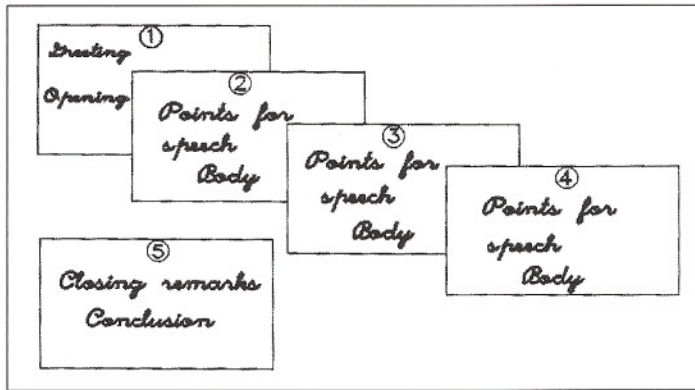 ①
Greeting
Opening
②
Points for
speech
Body
③
Points for
speech
Body
④
Points for
speech
Body
⑤
Closing remarks
Conclusion